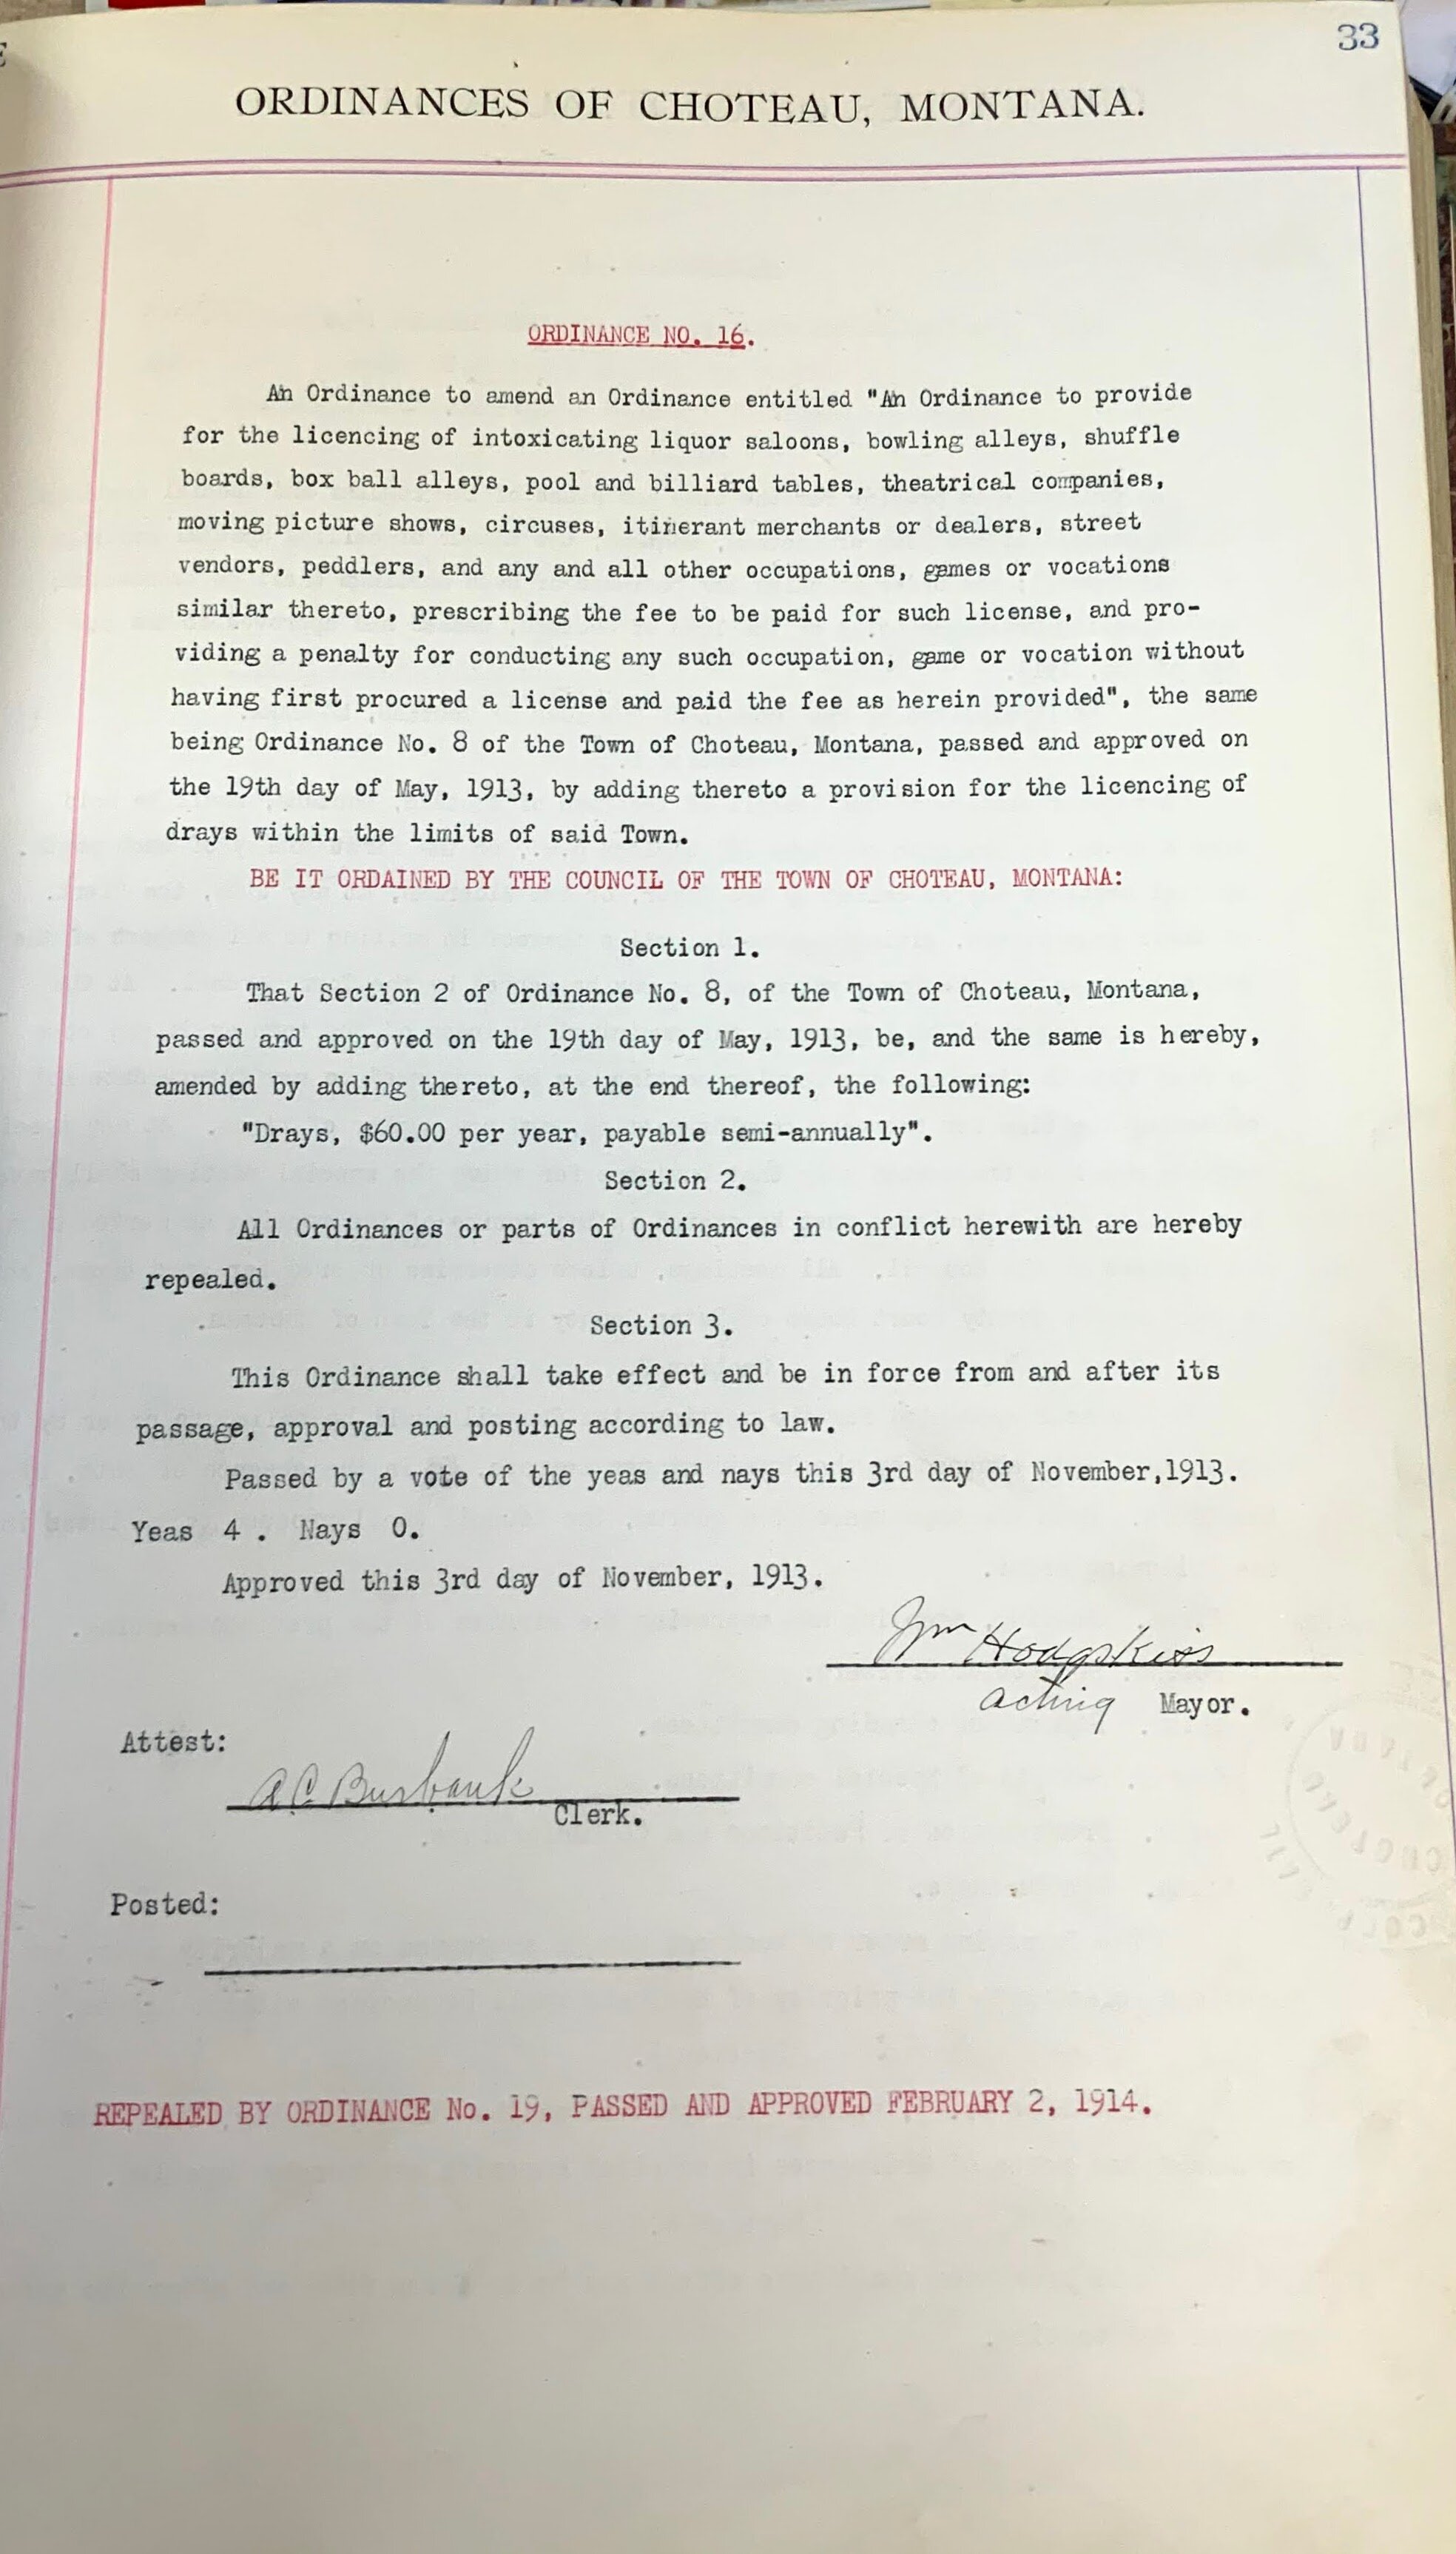 33
ORDINANCES OF CHOTEAU, MONTANA.
ORDINANCE NO. 16.
An Ordinance to amend an Ordinance entitled "An Ordinance to provide
for the licencing of intoxicating liquor saloons, bowling alleys, shuffle
boards, box ball alleys, pool and billiard tables, theatrical companies,
moving picture shows, circuses, itinerant merchants or dealers, street
vendors, peddlers, and any and all other occupations, games or vocations
similar thereto, prescribing the fee to be paid for such license, and pro-
viding a penalty for conducting any such occupation, game or vocation without
having first procured a license and paid the fee as herein provided", the same
being Ordinance No. 8 of the Town of Choteau, Montana, passed and approved on
the 19th day of May, 1913, by adding thereto a provision for the licencing of
drays within the limits of said Town.
BE IT ORDAINED BY THE COUNCIL OF THE TOWN OF CHOTEAU, MONTANA:
Section 1.
That Section 2 of Ordinance No. 8, of the Town of Choteau, Montana,
passed and approved on the 19th day of May, 1913, be, and the same is hereby,
amended by adding thereto, at the end thereof, the following:
"Drays, $60.00 per year, payable semi-annually".
Section 2.
All Ordinances or parts of Ordinances in conflict herewith are hereby
repealed.
Section 3.
This Ordinance shall take effect and be in force from and after its
passage, approval and posting according to law.
Passed by a vote of the yeas and nays this 3rd day of November,1913.
Yeas 4 . Nays 0.
Approved this 3rd day of November, 1913.
Wm Hodgskiss
acting Mayor.
Attest:
A C Burbank
Clerk.
Posted:
REPEALED BY ORDINANCE No. 19, PASSED AND APPROVED FEBRUARY 2, 1914.